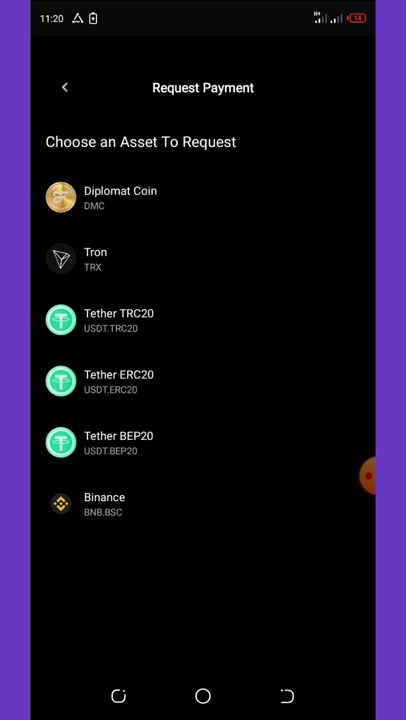 11:20
14
Request Payment
Choose an Asset To Request
Diplomat Coin
DMC
Tron
TRX
Tether TRC20
USDT.TRC20
Tether ERC20
USDT.ERC20
Tether BEP20
USDT.BEP20
Binance
BNB.BSC